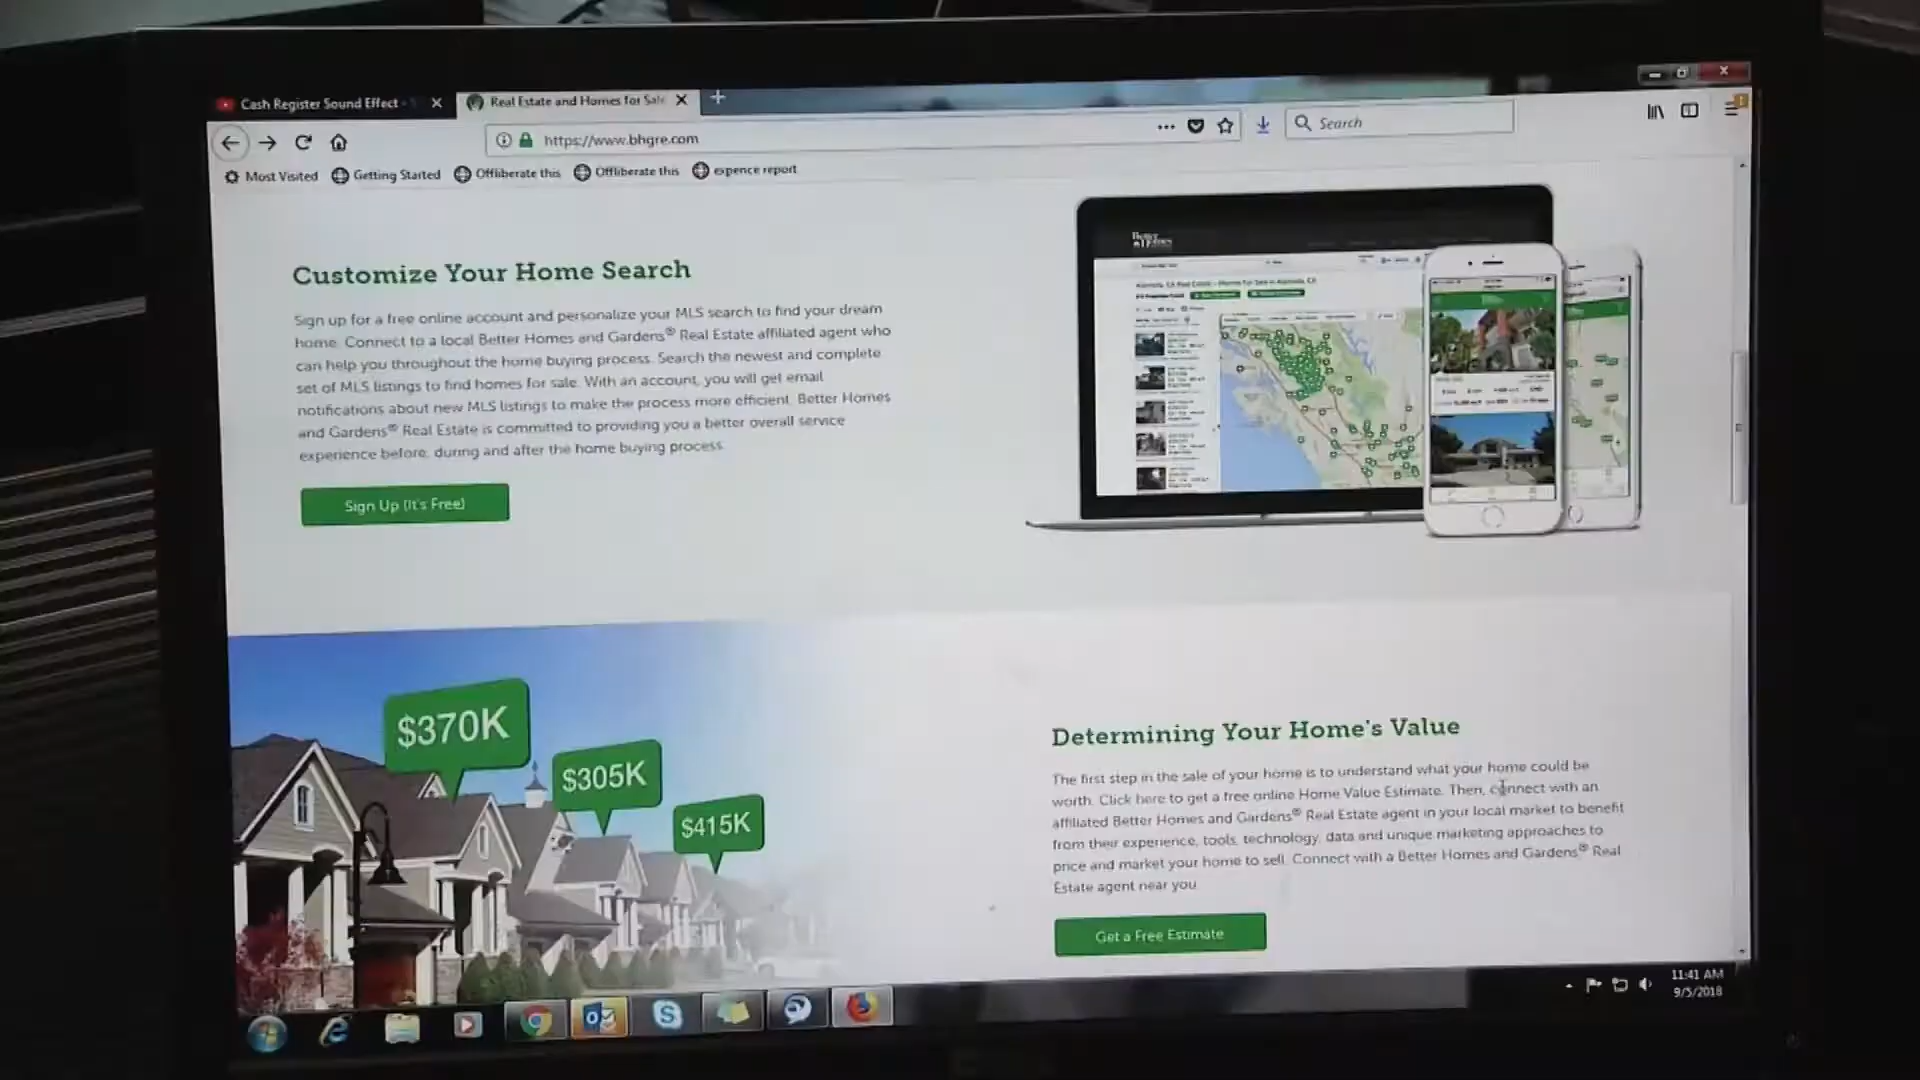 Cash Register Sound Effect -
Real Estate and Homes for Sale
https://www.bhgre.com
Search
Most Visited
Getting Started
Offliberate this
Offliberate this
expence report
Customize Your Home Search
Sign up for a free online account and personalize your MLS search to find your dream
home. Connect to a local Better Homes and Gardens® Real Estate affiliated agent who
can help you throughout the home buying process. Search the newest and complete
set of MLS listings to find homes for sale. With an account, you will get email
notifications about new MLS listings to make the process more efficient. Better Homes
and Gardens® Real Estate is committed to providing you a better overall service
experience before, during and after the home buying process.
Sign Up (It's Free)
$370K
$305K
$415K
Determining Your Home's Value
The first step in the sale of your home is to understand what your home could be
worth. Click here to get a free online Home Value Estimate. Then, connect with an
affiliated Better Homes and Gardens® Real Estate agent in your local market to benefit
from their experience, tools, technology, data and unique marketing approaches to
price and market your home to sell. Connect with a Better Homes and Gardens® Real
Estate agent near you.
Get a Free Estimate
11:41 AM
9/5/2018